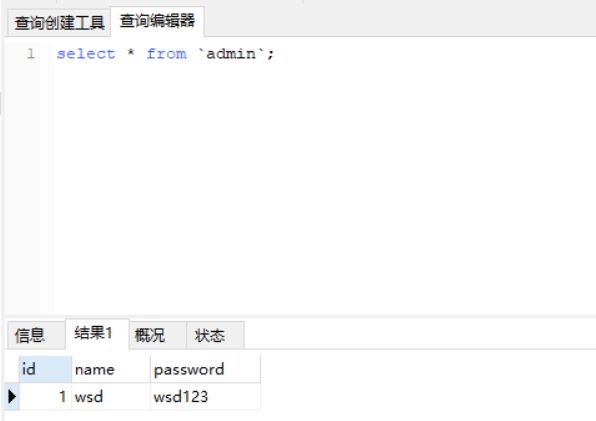 查询创建工具 查询编辑器
1 select * from `admin`;
信息 结果1 概况 状态
id name password
1 wsd wsd123